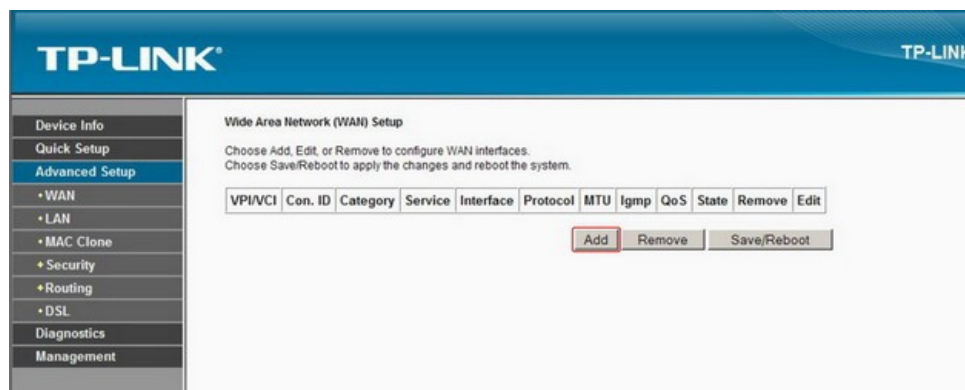 TP-LINK®
TP-LINK
Device Info
Quick Setup
Advanced Setup
• WAN
• LAN
• MAC Clone
+ Security
+ Routing
• DSL
Diagnostics
Management
Wide Area Network (WAN) Setup
Choose Add, Edit, or Remove to configure WAN interfaces.
Choose Save/Reboot to apply the changes and reboot the system.
VPI/VCI Con. ID Category Service Interface Protocol MTU Igmp QoS State Remove Edit
Add Remove Save/Reboot